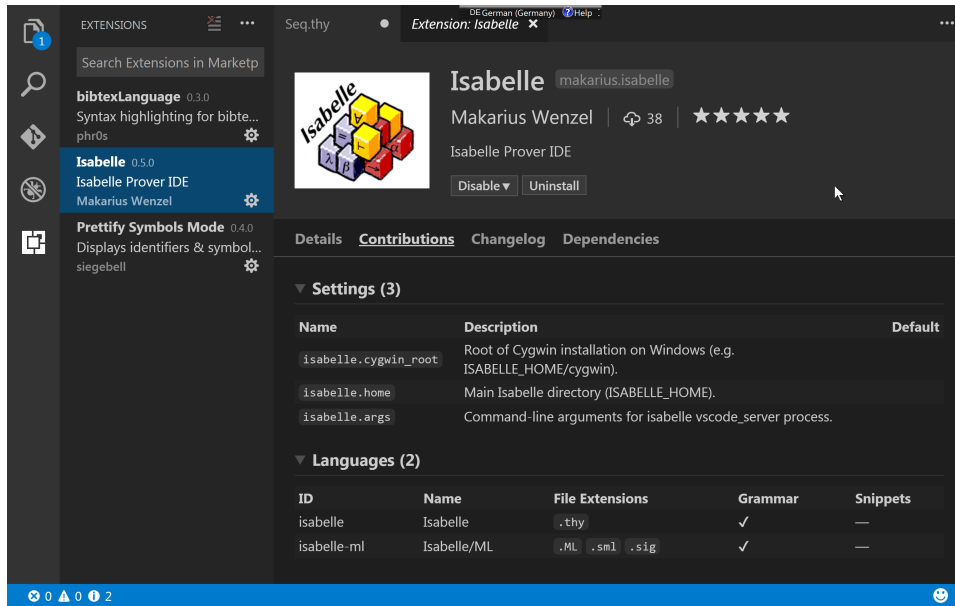 DE German (Germany) Help
EXTENSIONS
Seq.thy
Extension: Isabelle
1
Search Extensions in Marketp
bibtexLanguage 0.3.0
Syntax highlighting for bibte...
phr0s
Isabelle 0.5.0
Isabelle Prover IDE
Makarius Wenzel
Prettify Symbols Mode 0.4.0
Displays identifiers & symbol...
siegebell
Isabelle
λ β α
Isabelle makarius.isabelle
Makarius Wenzel 38 ★★★★★
Isabelle Prover IDE
Disable Uninstall
Details Contributions Changelog Dependencies
Settings (3)
Name Description Default
isabelle.cygwin_root Root of Cygwin installation on Windows (e.g.
ISABELLE_HOME/cygwin).
isabelle.home Main Isabelle directory (ISABELLE_HOME).
isabelle.args Command-line arguments for isabelle vscode_server process.
Languages (2)
ID Name File Extensions Grammar Snippets
isabelle Isabelle .thy ✓ —
isabelle-ml Isabelle/ML .ML .sml .sig ✓ —
0 0 2